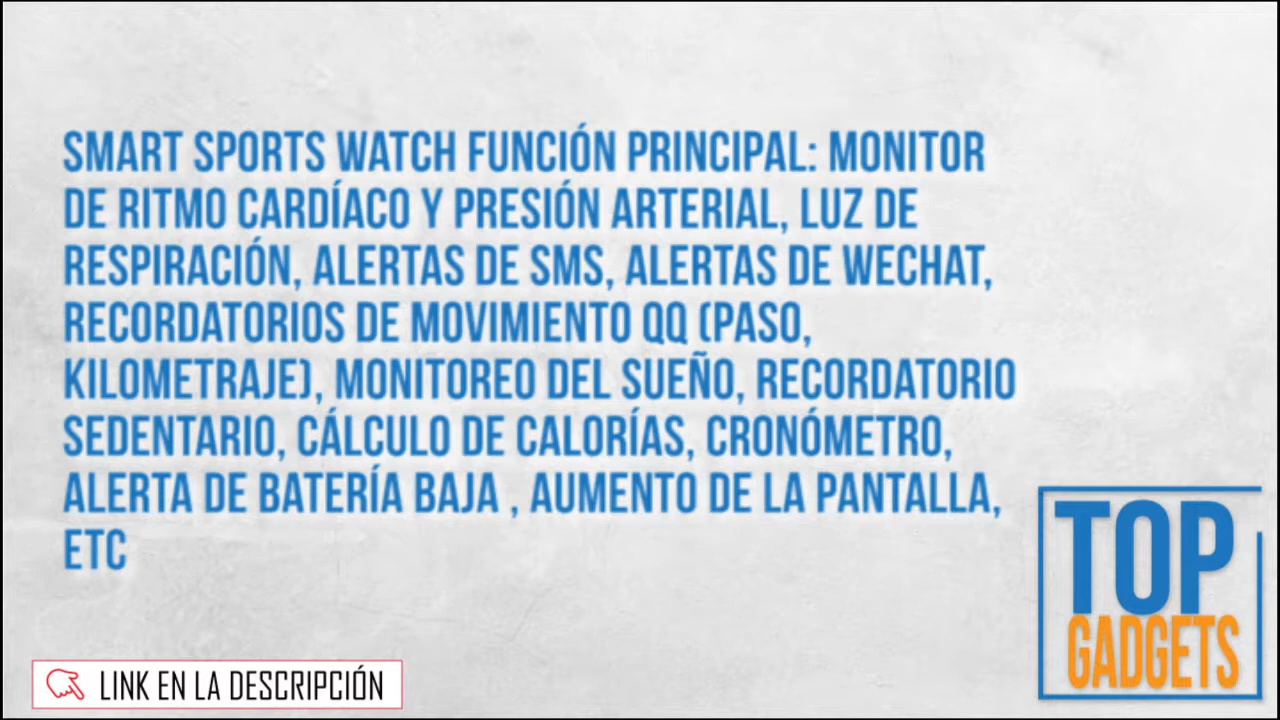 SMART SPORTS WATCH FUNCIÓN PRINCIPAL: MONITOR
DE RITMO CARDÍACO Y PRESIÓN ARTERIAL, LUZ DE
RESPIRACIÓN, ALERTAS DE SMS, ALERTAS DE WECHAT,
RECORDATORIOS DE MOVIMIENTO QQ (PASO,
KILOMETRAJE), MONITOREO DEL SUEÑO, RECORDATORIO
SEDENTARIO, CÁLCULO DE CALORÍAS, CRONÓMETRO,
ALERTA DE BATERÍA BAJA , AUMENTO DE LA PANTALLA,
ETC
TOP
GADGETS
LINK EN LA DESCRIPCIÓN